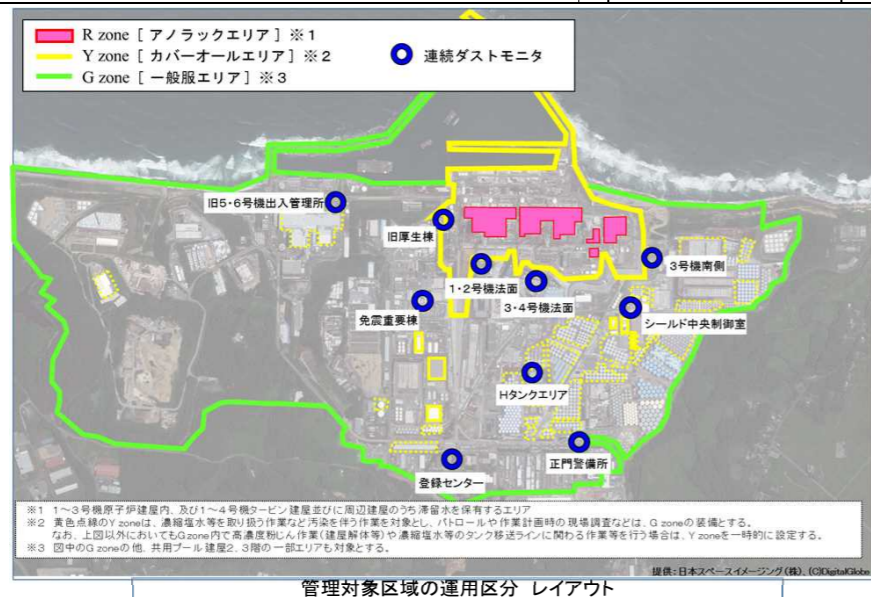 R zone [ アノラックエリア] ※1
Y zone [ カバーオールエリア] ※2
G zone [ 一般服エリア] ※3
連続ダストモニタ
旧5・6号機出入管理所
旧厚生棟
3号機南側
1・2号機法面
3・4号機法面
免震重要棟
シールド中央制御室
Hタンクエリア
正門警備所
登録センター
※1 1～3号機原子炉建屋内、及び1～4号機タービン建屋並びに周辺建屋のうち滞留水を保有するエリア
※2 黄色点線のY zoneは、濃縮塩水等を取り扱う作業など汚染を伴う作業を対象とし、パトロールや作業計画時の現場調査などは、G zoneの装備とする。
なお、上図以外においてもG zone内で高濃度粉じん作業(建屋解体等)や濃縮塩水等のタンク移送ラインに関わる作業等を行う場合は、Y zoneを一時的に設定する。
※3 図中のG zoneの他、共用プール建屋2、3階の一部エリアも対象とする。
提供:日本スペースイメージング(株)、(C)DigitalGlobe
管理対象区域の運用区分 レイアウト